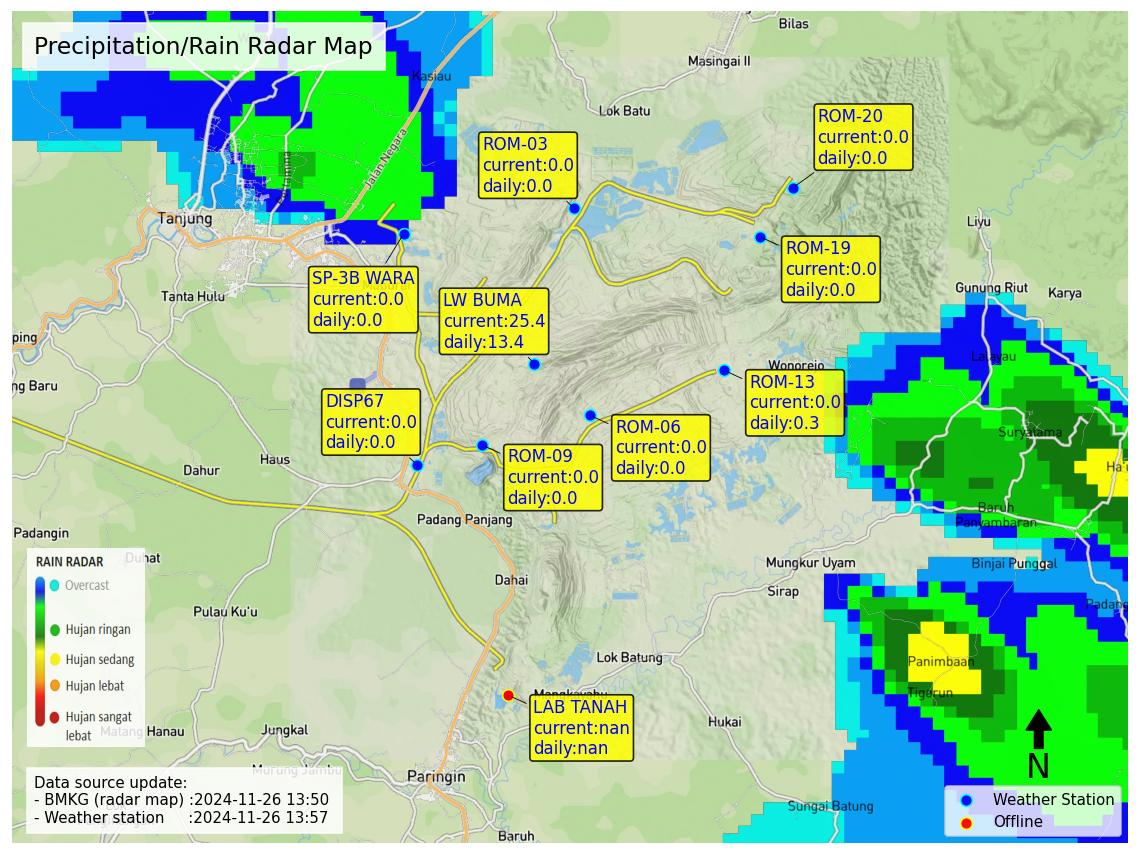 Precipitation/Rain Radar Map
Bilas
Masingai II
Kasiau
Lok Batu
ROM-20
current:0.0
daily:0.0
ROM-03
current:0.0
daily:0.0
Jalan Negara
Tanjung
Liyu
ROM-19
current:0.0
daily:0.0
SP-3B WARA
current:0.0
daily:0.0
Tanta Hulu
Gunung Riut
Karya
LW BUMA
current:25.4
daily:13.4
ping
Lalayau
Wonorejo
ng Baru
ROM-13
current:0.0
daily:0.3
DISP67
current:0.0
daily:0.0
ROM-06
current:0.0
daily:0.0
Suryatama
Haus
Dahur
ROM-09
current:0.0
daily:0.0
Baruh
Panyambaran
Padang Panjang
Padangin
Duhat
Mungkur Uyam
Binjai Punggal
RAIN RADAR
Overcast
Hujan ringan
Hujan sedang
Hujan lebat
Hujan sangat
lebat
Dahai
Sirap
Padang
Pulau Ku'u
Lok Batung
Panimbaan
Tigarun
LAB TANAH
current:nan
daily:nan
Hukai
Matang Hanau
Jungkal
Murung Jambu
Paringin
N
Data source update:
- BMKG (radar map) :2024-11-26 13:50
- Weather station :2024-11-26 13:57
Sungai Batung
Baruh
Weather Station
Offline